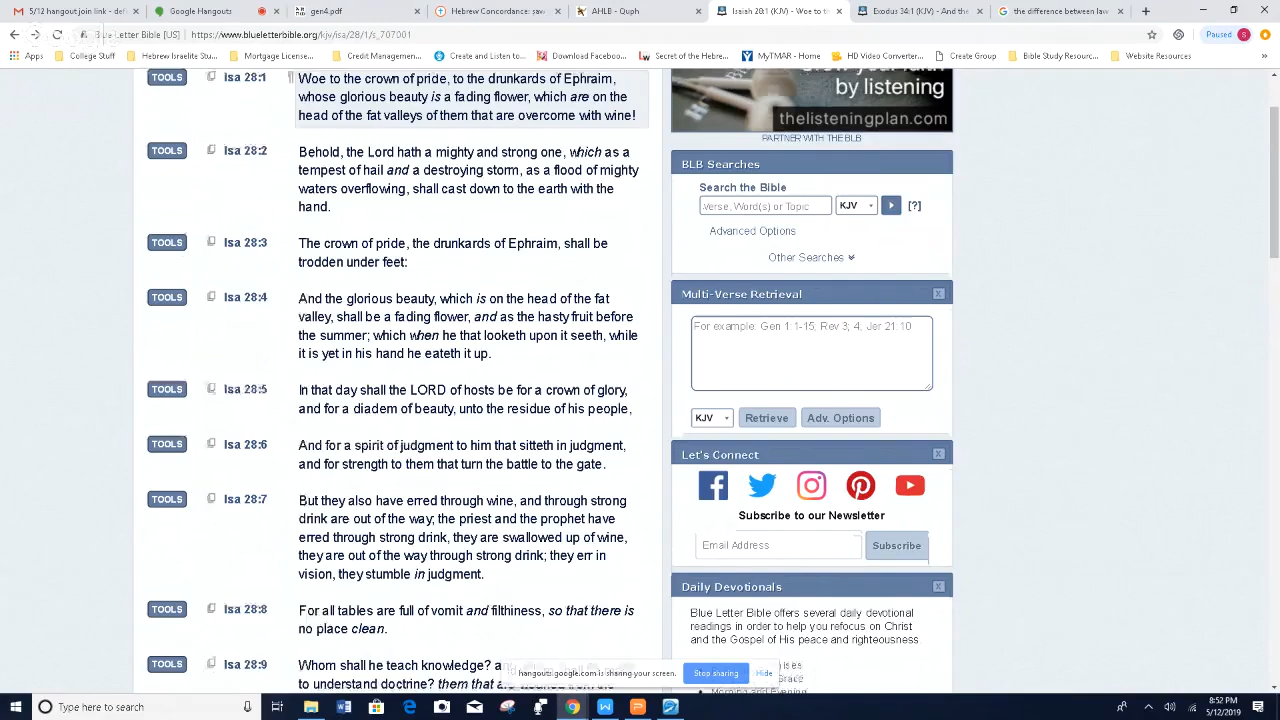 M 5/12 hangout join link - def
TOOLS
Google Hangouts
gen4.pdf
Hebrew Concordance: šav
AHLB - Quph
Isaiah 28:1 (KJV) - Woe to t
Exodus 34:1 (KJV) - And the
the difference between law
Blue Letter Bible [US] | https://www.blueletterbible.org/kjv/isa/28/1/s_707001
Paused
S
Apps
College Stuff
Hebrew Israelite Stu
Mortgage License...
Credit Management...
Create and Listen to...
Download Facebook...
Secret of the Hebre...
MyTMAR - Home
HD Video Converter...
Create Group
Bible Study Resourc...
Website Resources
TOOLS Isa 28:1 ¶ Woe to the crown of pride, to the drunkards of Ephraim,
whose glorious beauty is a fading flower, which are on the
head of the fat valleys of them that are overcome with wine!
TOOLS Isa 28:2 Behold, the Lord hath a mighty and strong one, which as a
tempest of hail and a destroying storm, as a flood of mighty
waters overflowing, shall cast down to the earth with the
hand.
TOOLS Isa 28:3 The crown of pride, the drunkards of Ephraim, shall be
trodden under feet:
TOOLS Isa 28:4 And the glorious beauty, which is on the head of the fat
valley, shall be a fading flower, and as the hasty fruit before
the summer; which when he that looketh upon it seeth, while
it is yet in his hand he eateth it up.
TOOLS Isa 28:5 In that day shall the LORD of hosts be for a crown of glory,
and for a diadem of beauty, unto the residue of his people,
TOOLS Isa 28:6 And for a spirit of judgment to him that sitteth in judgment,
and for strength to them that turn the battle to the gate.
TOOLS Isa 28:7 But they also have erred through wine, and through strong
drink are out of the way; the priest and the prophet have
erred through strong drink, they are swallowed up of wine,
they are out of the way through strong drink; they err in
vision, they stumble in judgment.
TOOLS Isa 28:8 For all tables are full of vomit and filthiness, so that there is
no place clean.
TOOLS Isa 28:9 Whom shall he teach knowledge?
to understand doctrine? them that
by listening
thelisteningplan.com
PARTNER WITH THE BLB
BLB Searches
Search the Bible
Verse, Word(s) or Topic KJV [?]
Advanced Options
Other Searches
Multi-Verse Retrieval X
For example: Gen 1:1-15; Rev 3; 4; Jer 21:10
KJV Retrieve Adv. Options
Let's Connect X
Subscribe to our Newsletter
Email Address Subscribe
Daily Devotionals X
Blue Letter Bible offers several daily devotional
readings in order to help you refocus on Christ
and the Gospel of His peace and righteousness.
Morning and Evening
hangouts.google.com is sharing your screen. Stop sharing Hide
Type here to search
8:52 PM
5/12/2019